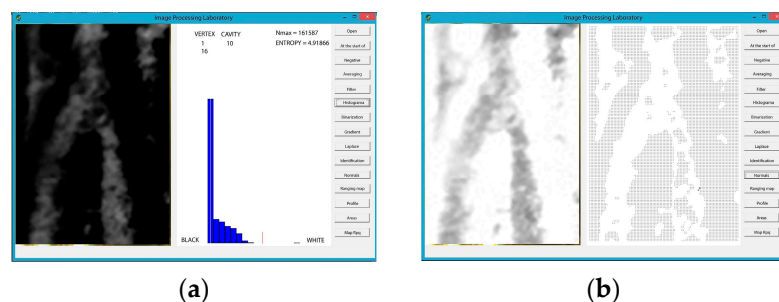 Image Processing Laboratory
VERTEX CAVITY Nmax = 161587
1 10 ENTROPY = 4.91866
16
BLACK WHITE
Open
At the start of
Negative
Averaging
Filter
Histograma
Binarization
Gradient
Laplace
Identification
Normals
Ranging map
Profile
Areas
Map Rpq
(a)
Image Processing Laboratory
Open
At the start of
Negative
Averaging
Filter
Histograma
Binarization
Gradient
Laplace
Identification
Normals
Ranging map
Profile
Areas
Map Rpq
(b)